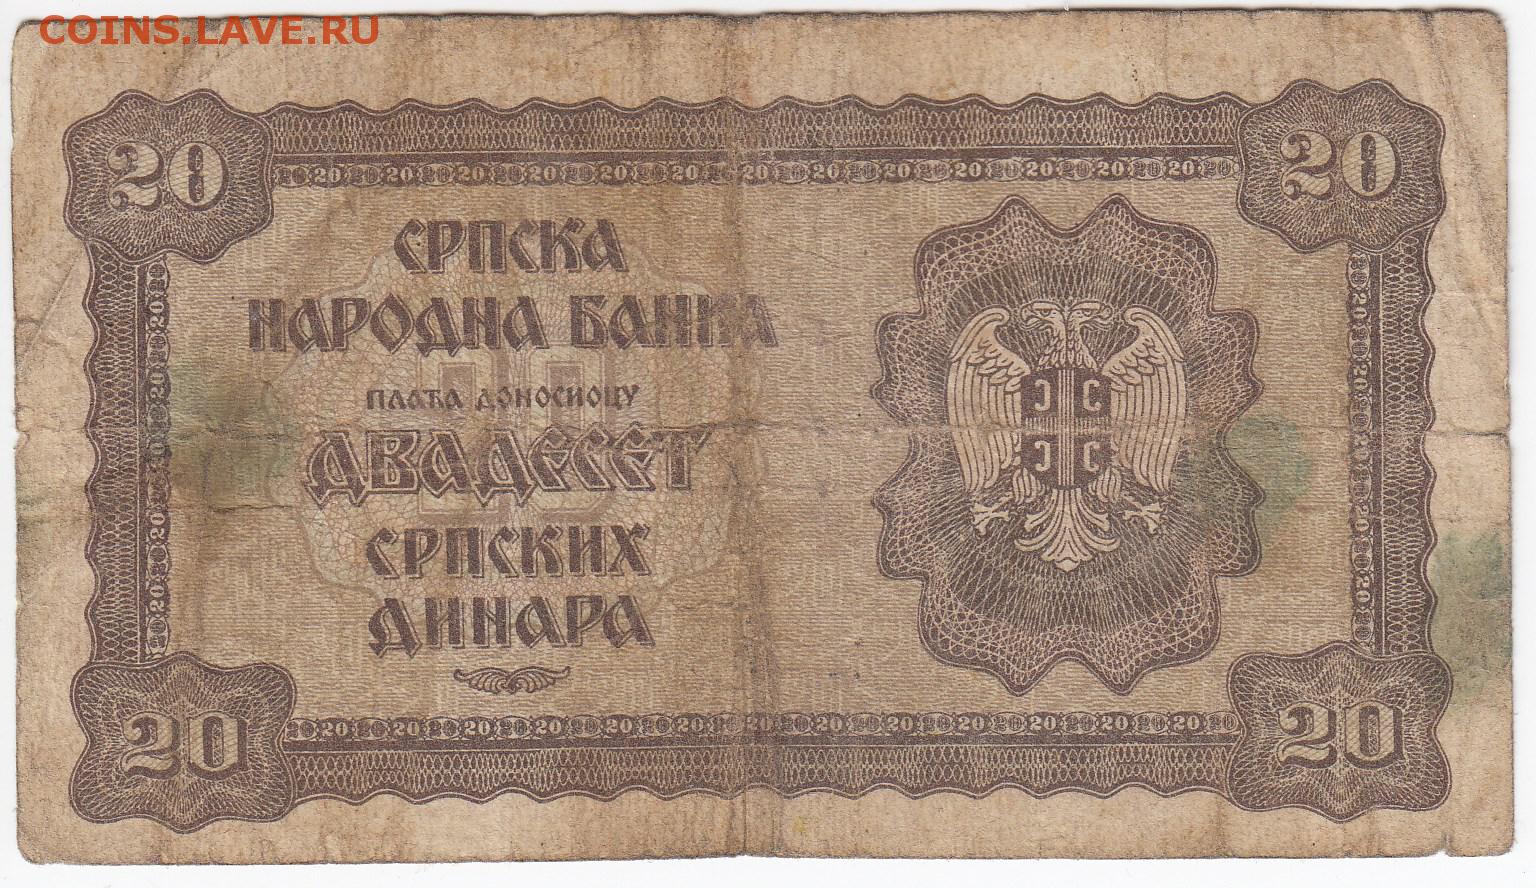 COINS.LAVE.RU
20 20
СРПСКА
НАРОДНА БАНКА
ПЛАЋА ДОНОСИОЦУ
ДВАДЕСЕТ
СРПСКИХ
ДИНАРА
20 20